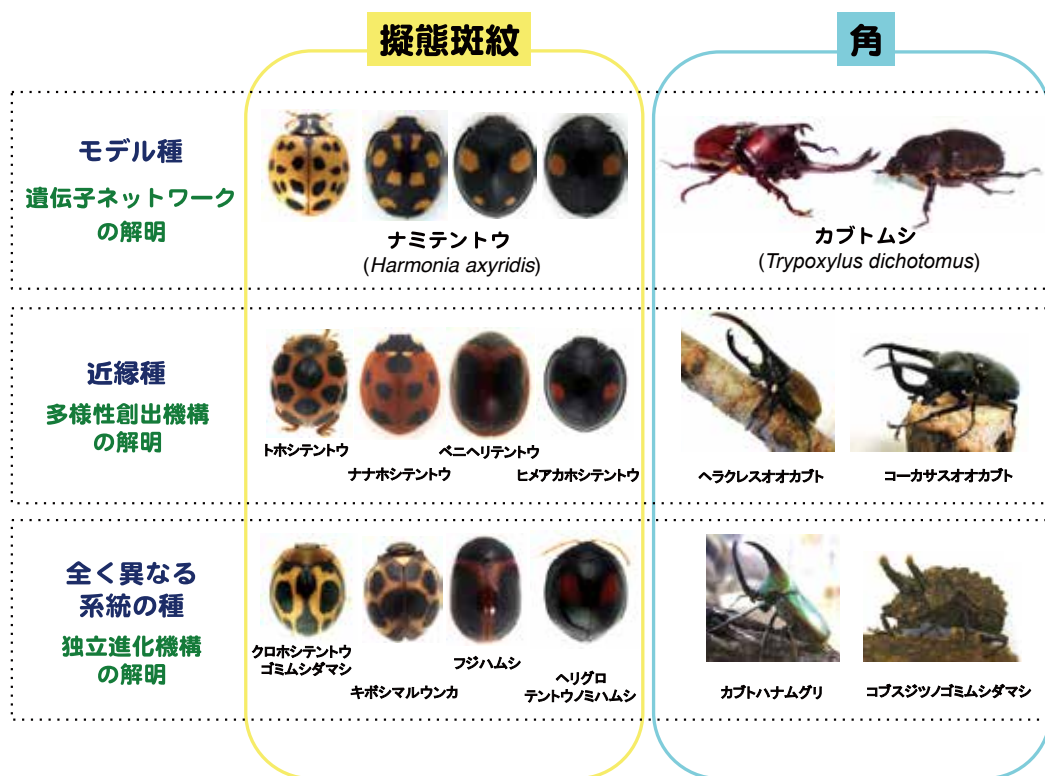 擬態斑紋
角
モデル種
遺伝子ネットワーク
の解明
ナミテントウ
(Harmonia axyridis)
カブトムシ
(Trypoxylus dichotomus)
近縁種
多様性創出機構
の解明
トホシテントウ
ナナホシテントウ
ベニヘリテントウ
ヒメアカホシテントウ
ヘラクレスオオカブト
コーカサスオオカブト
全く異なる
系統の種
独立進化機構
の解明
クロホシテントウ
ゴミムシダマシ
キボシマルウンカ
フジハムシ
ヘリグロ
テントウノミハムシ
カブトハナムグリ
コブスジツノゴミムシダマシ